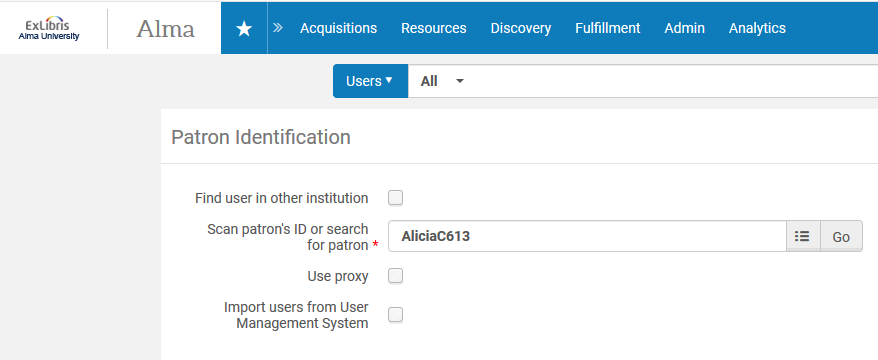 ExLibris
Alma University
Alma
Acquisitions Resources Discovery Fulfillment Admin Analytics
Users All
Patron Identification
Find user in other institution
Scan patron's ID or search
for patron * AliciaC613 Go
Use proxy
Import users from User
Management System